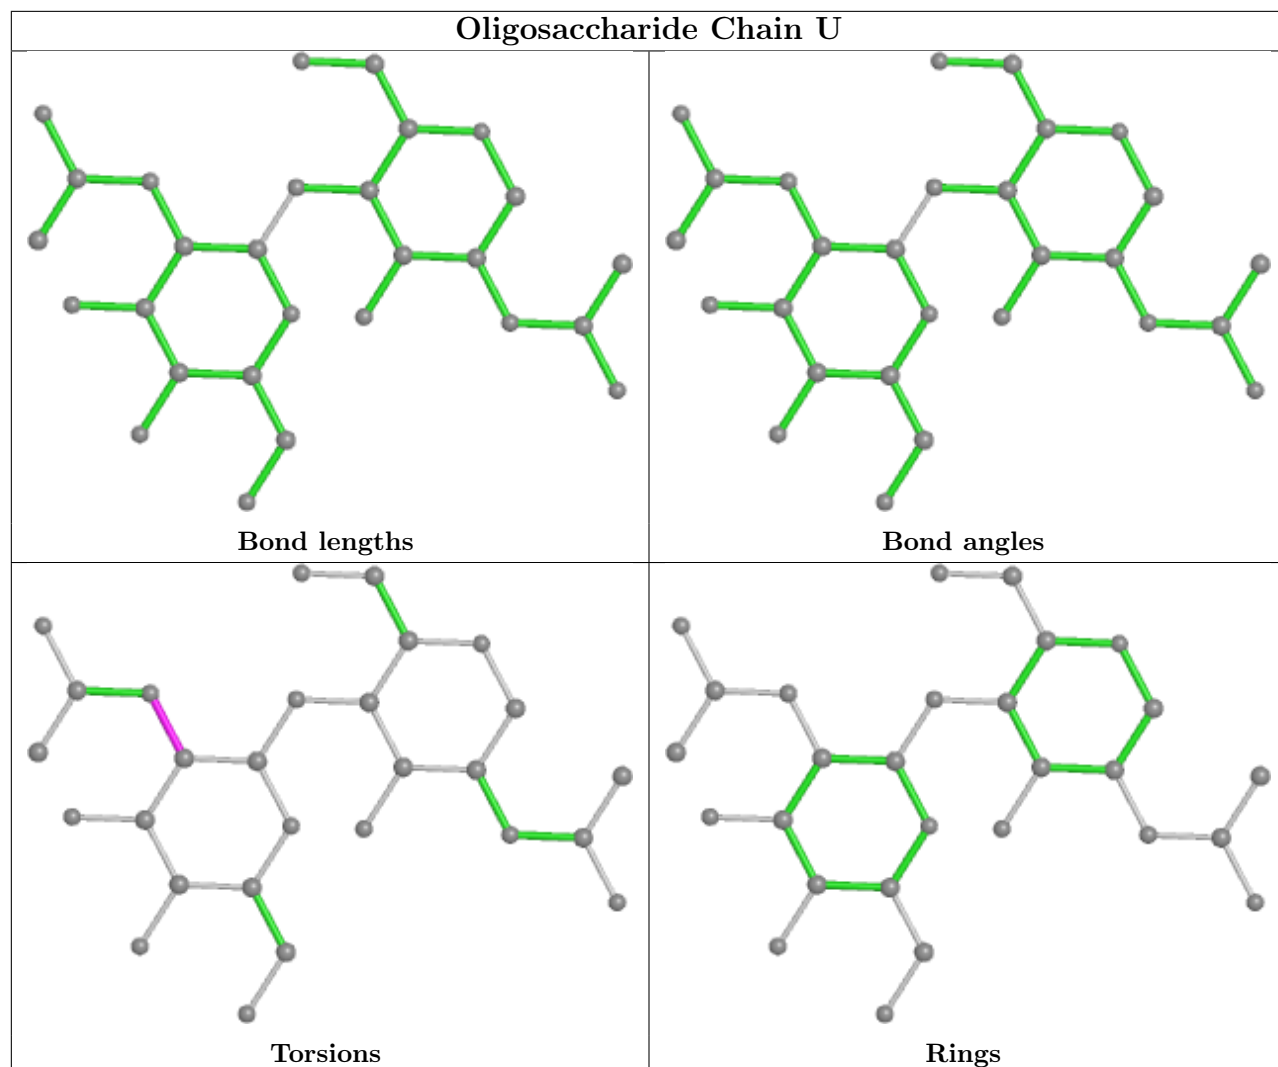 Oligosaccharide Chain U
Bond lengths
Bond angles
Torsions
Rings